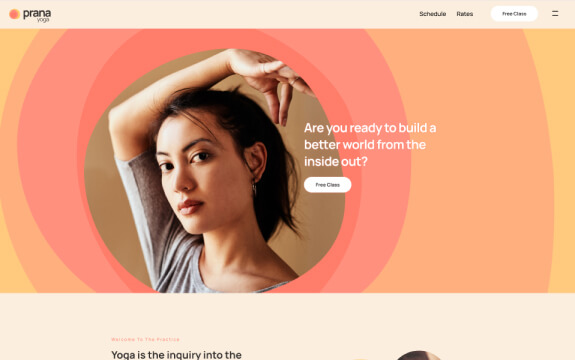 prana
yoga
Schedule
Rates
Free Class
Are you ready to build a
better world from the
inside out?
Free Class
Welcome To The Practice
Yoga is the inquiry into the